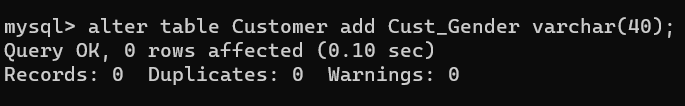 mysql> alter table Customer add Cust_Gender varchar(40);
Query OK, 0 rows affected (0.10 sec)
Records: 0  Duplicates: 0  Warnings: 0